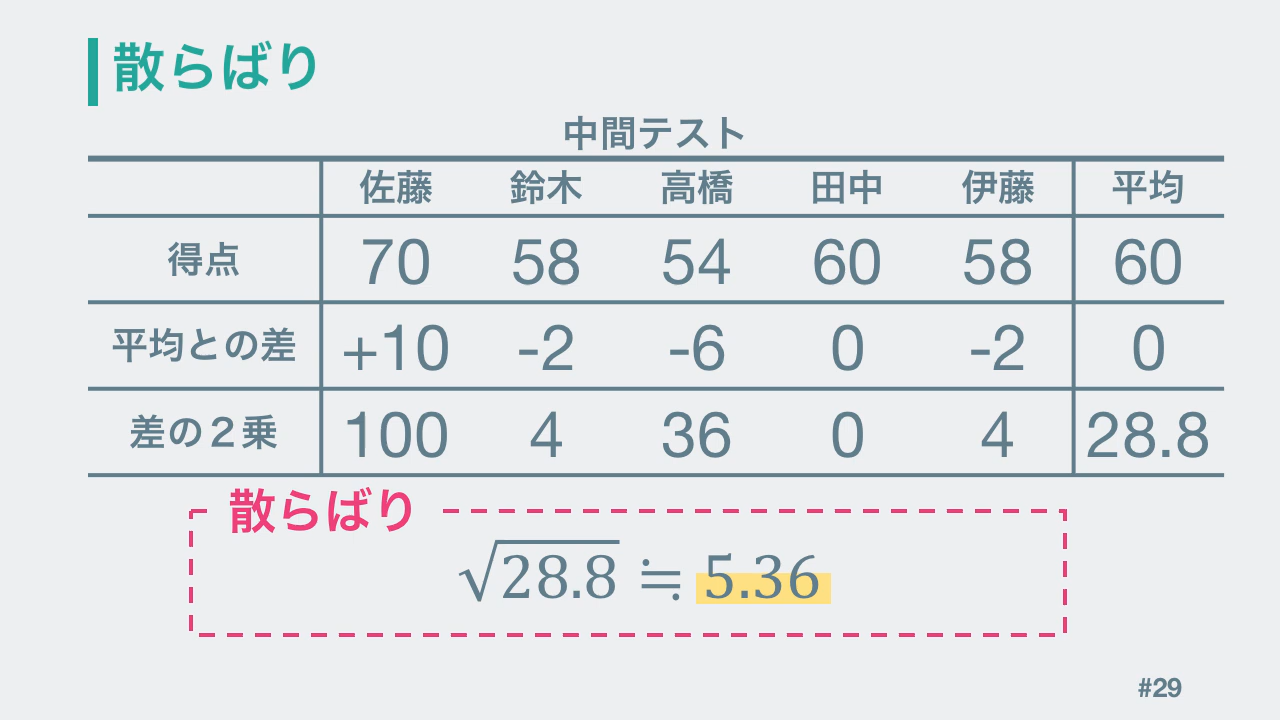 散らばり
中間テスト
佐藤 鈴木 高橋 田中 伊藤 平均
得点 70 58 54 60 58 60
平均との差 +10 -2 -6 0 -2 0
差の２乗 100 4 36 0 4 28.8
散らばり
√28.8 ≒ 5.36
#29